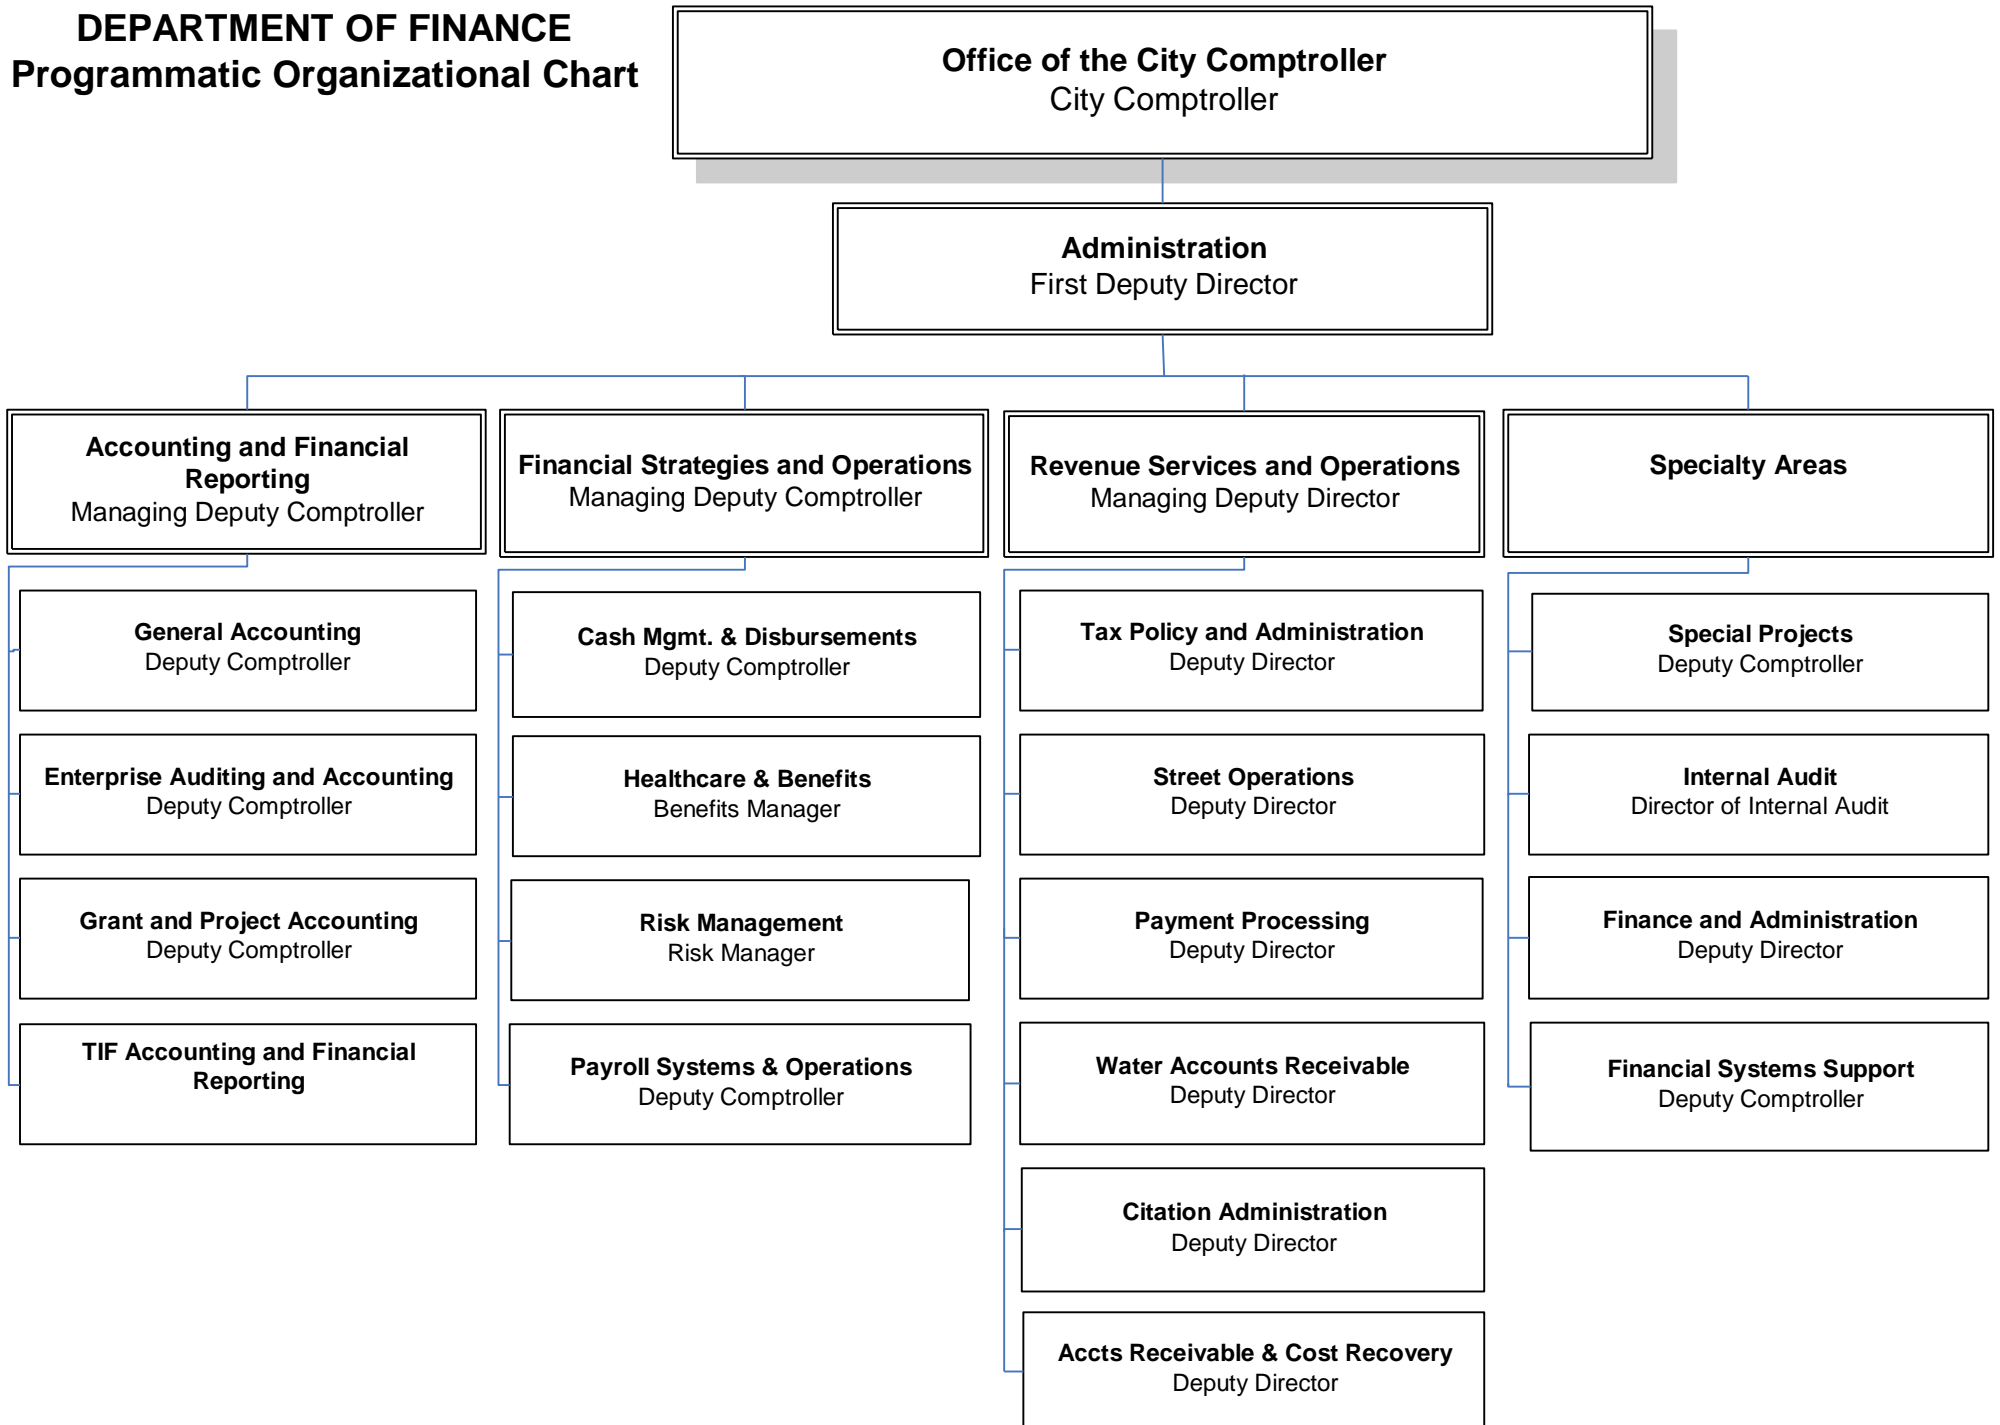 DEPARTMENT OF FINANCE
Programmatic Organizational Chart
Office of the City Comptroller
City Comptroller
Administration
First Deputy Director
Accounting and Financial
Reporting
Managing Deputy Comptroller
General Accounting
Deputy Comptroller
Enterprise Auditing and Accounting
Deputy Comptroller
Grant and Project Accounting
Deputy Comptroller
TIF Accounting and Financial
Reporting
Financial Strategies and Operations
Managing Deputy Comptroller
Cash Mgmt. & Disbursements
Deputy Comptroller
Healthcare & Benefits
Benefits Manager
Risk Management
Risk Manager
Payroll Systems & Operations
Deputy Comptroller
Revenue Services and Operations
Managing Deputy Director
Tax Policy and Administration
Deputy Director
Street Operations
Deputy Director
Payment Processing
Deputy Director
Water Accounts Receivable
Deputy Director
Citation Administration
Deputy Director
Accts Receivable & Cost Recovery
Deputy Director
Specialty Areas
Special Projects
Deputy Comptroller
Internal Audit
Director of Internal Audit
Finance and Administration
Deputy Director
Financial Systems Support
Deputy Comptroller